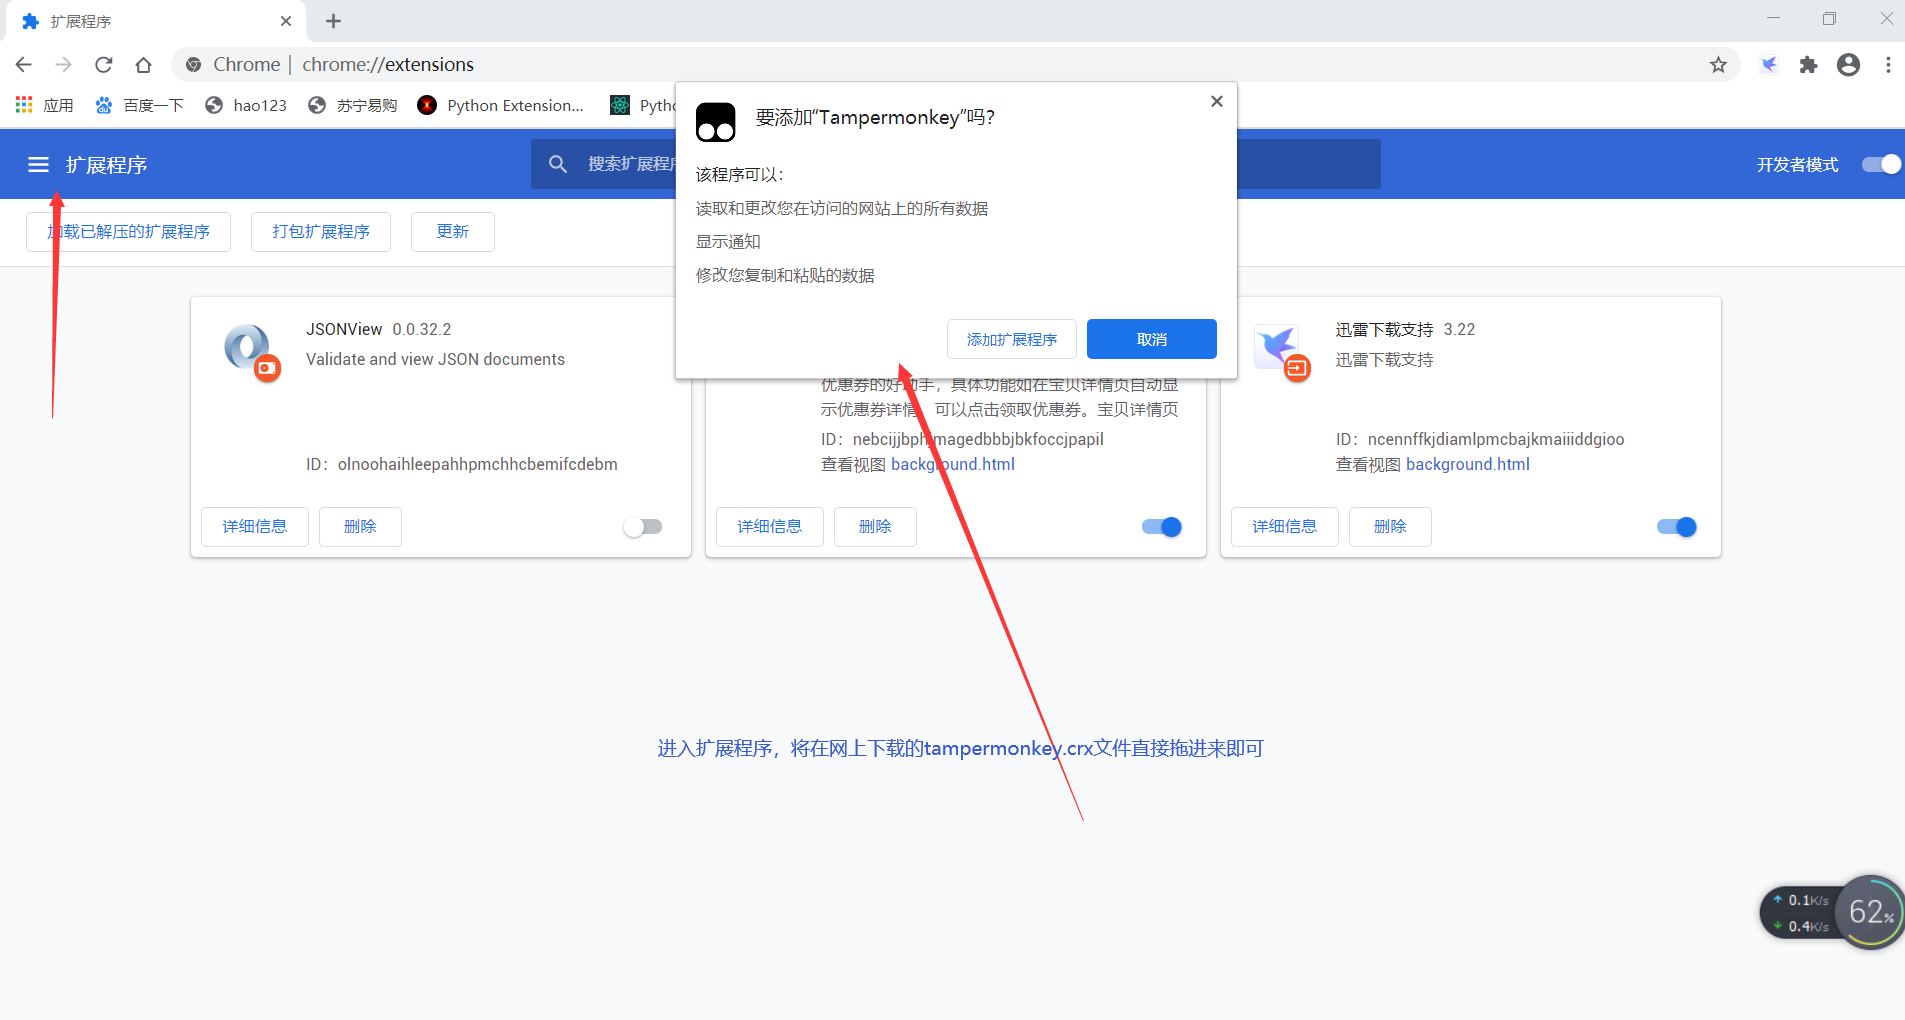 扩展程序
Chrome | chrome://extensions
应用 百度一下 hao123 苏宁易购 Python Extension... Pytho
扩展程序 搜索扩展程序 开发者模式
加载已解压的扩展程序 打包扩展程序 更新
要添加“Tampermonkey”吗？
该程序可以：
读取和更改您在访问的网站上的所有数据
显示通知
修改您复制和粘贴的数据
添加扩展程序 取消
JSONView 0.0.32.2
Validate and view JSON documents
ID：olnoohaihleepahhpmchhcbemifcdebm
详细信息 删除
优惠券的好助手，具体功能如在宝贝详情页自动显
示优惠券详情，可以点击领取优惠券。宝贝详情页
查看视图 background.html
详细信息 删除
迅雷下载支持 3.22
迅雷下载支持
ID：ncennffkjdiamlpmcbajkmaiiiddgioo
查看视图 background.html
详细信息 删除
进入扩展程序，将在网上下载的tampermonkey.crx文件直接拖进来即可
0.1K/s
0.4K/s
62%